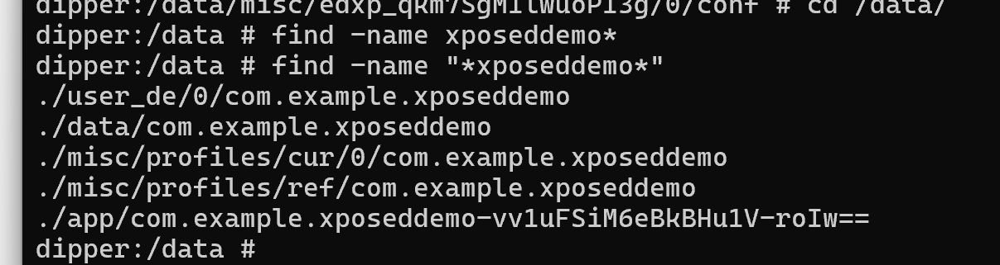 dipper:/data/misc/edxp_qRm7SgMIlWuoPI3g/0/conf # cd /data/
dipper:/data # find -name xposeddemo*
dipper:/data # find -name "*xposeddemo*"
./user_de/0/com.example.xposeddemo
./data/com.example.xposeddemo
./misc/profiles/cur/0/com.example.xposeddemo
./misc/profiles/ref/com.example.xposeddemo
./app/com.example.xposeddemo-vv1uFSiM6eBkBHu1V-roIw==
dipper:/data #